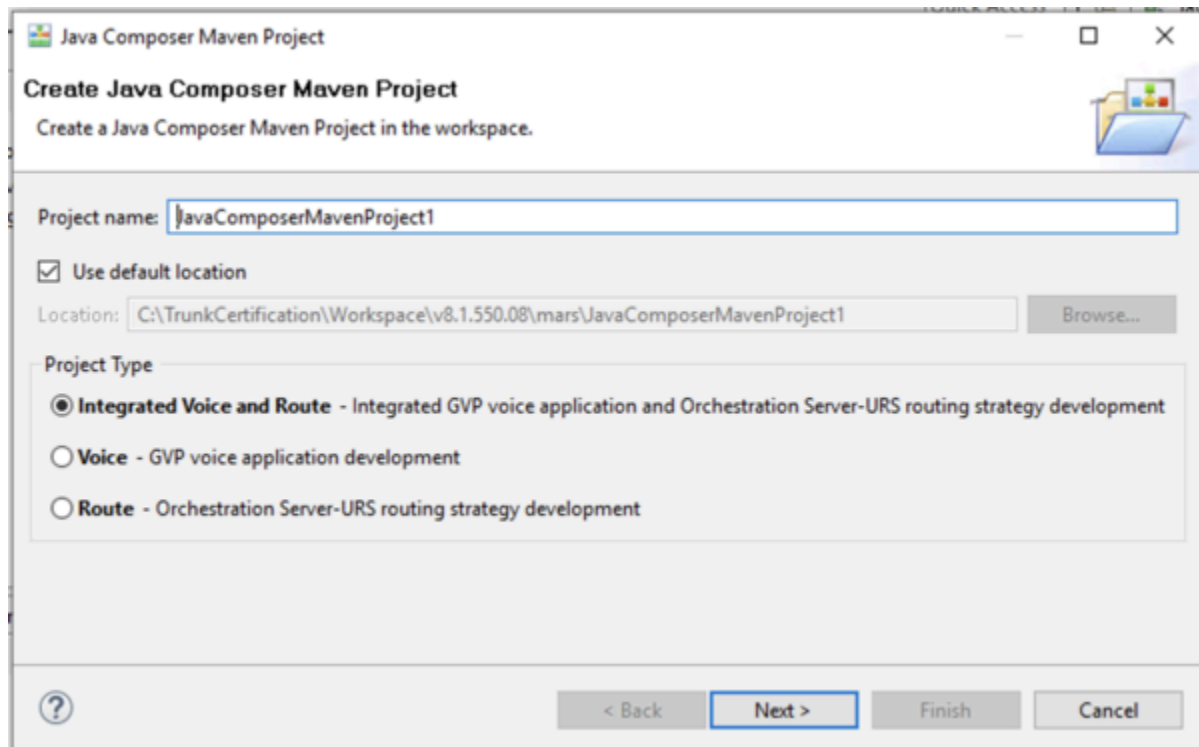 Java Composer Maven Project
Create Java Composer Maven Project
Create a Java Composer Maven Project in the workspace.
Project name: JavaComposerMavenProject1
Use default location
Location: C:\TrunkCertification\Workspace\v8.1.550.08\mars\JavaComposerMavenProject1 Browse...
Project Type
Integrated Voice and Route - Integrated GVP voice application and Orchestration Server-URS routing strategy development
Voice - GVP voice application development
Route - Orchestration Server-URS routing strategy development
? < Back Next > Finish Cancel